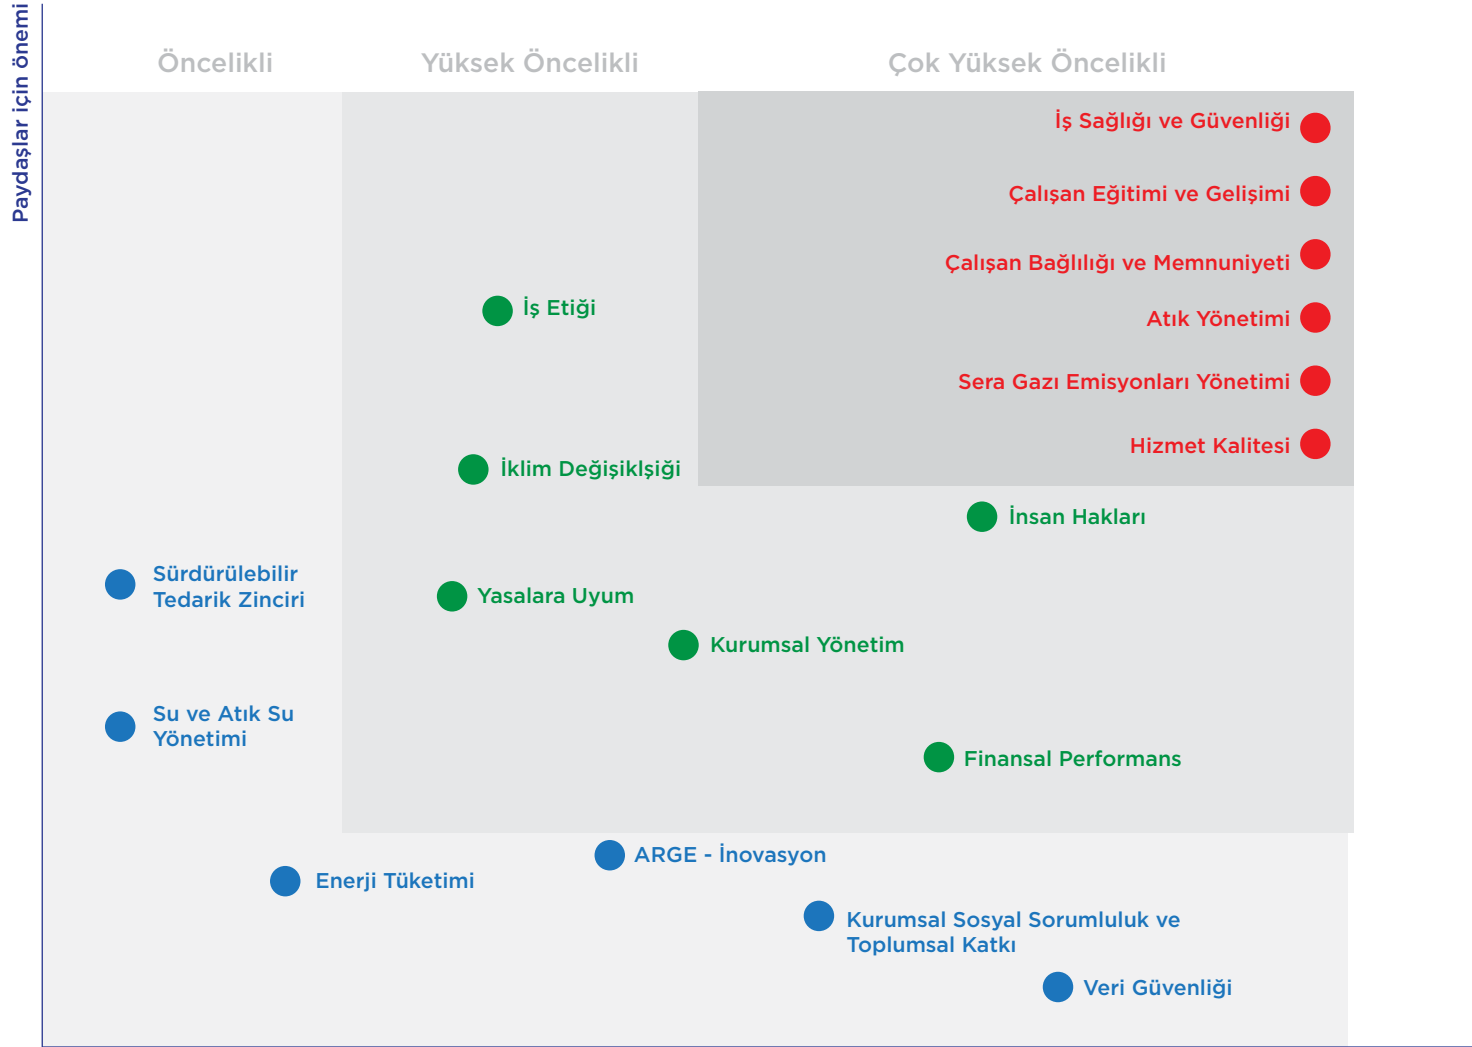 Paydaşlar için önemi
Öncelikli
Yüksek Öncelikli
Çok Yüksek Öncelikli
İş Sağlığı ve Güvenliği
Çalışan Eğitimi ve Gelişimi
Çalışan Bağlılığı ve Memnuniyeti
İş Etiği
Atık Yönetimi
Sera Gazı Emisyonları Yönetimi
Hizmet Kalitesi
İklim Değişiklşiği
İnsan Hakları
Sürdürülebilir
Tedarik Zinciri
Yasalara Uyum
Kurumsal Yönetim
Su ve Atık Su
Yönetimi
Finansal Performans
ARGE - İnovasyon
Enerji Tüketimi
Kurumsal Sosyal Sorumluluk ve
Toplumsal Katkı
Veri Güvenliği